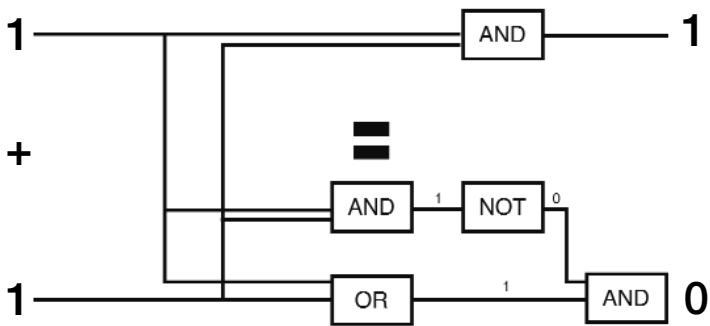 1 AND 1
+
=
AND 1 NOT 0
1 OR 1 AND 0